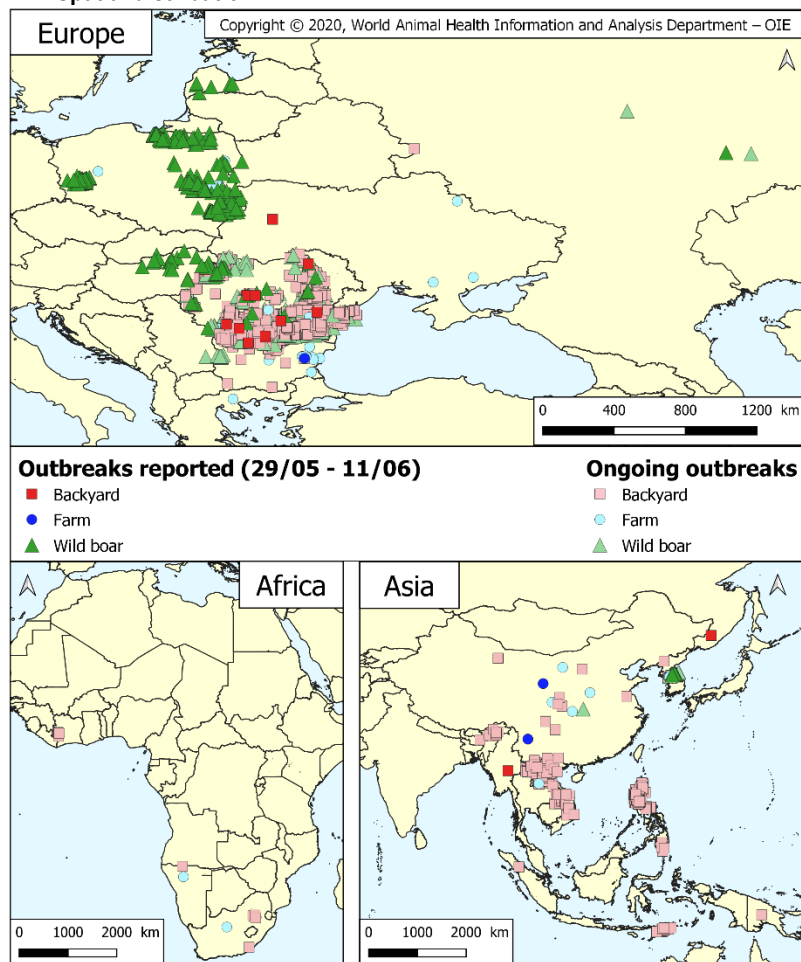 Europe
Copyright © 2020, World Animal Health Information and Analysis Department – OIE
0 400 800 1200 km
Outbreaks reported (29/05 - 11/06)
Backyard
Farm
Wild boar
Ongoing outbreaks
Backyard
Farm
Wild boar
Africa
0 1000 2000 km
Asia
0 1000 2000 km